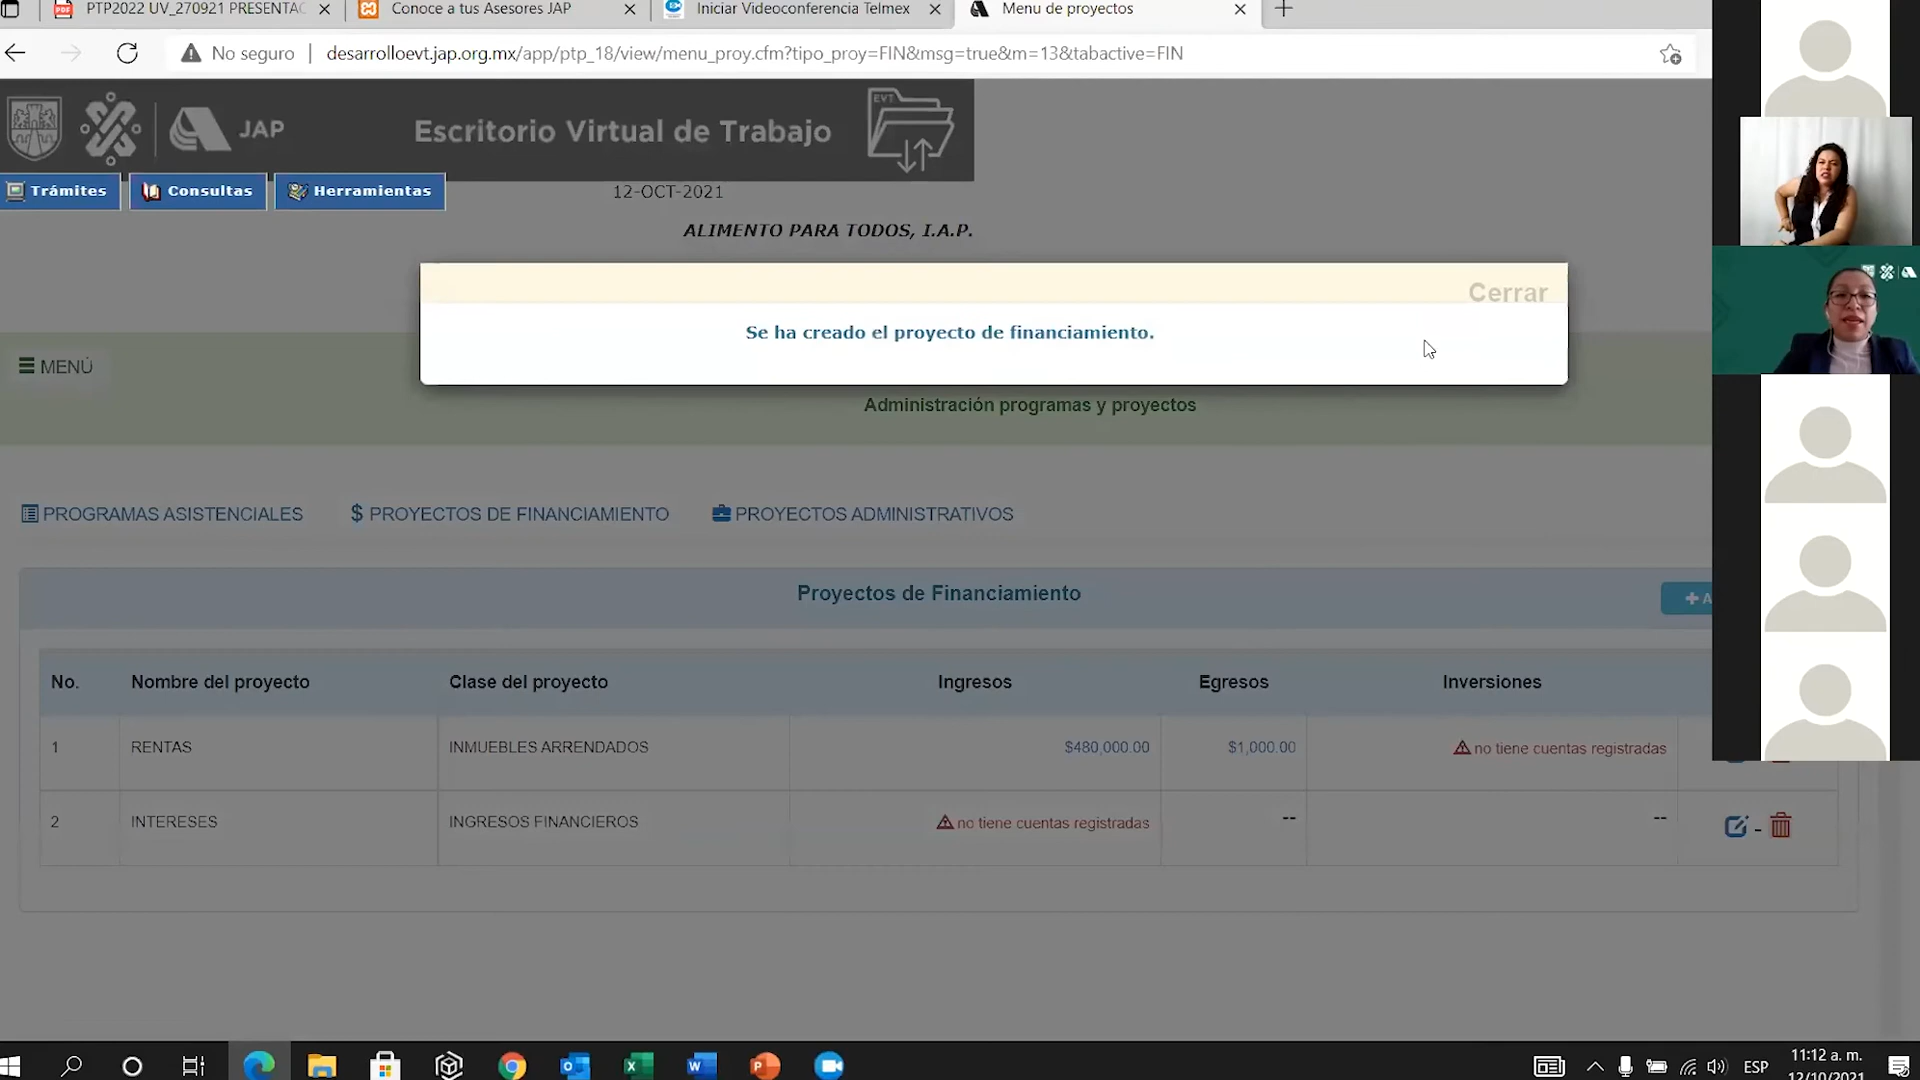 PTP2022 UV_270921 PRESENTAC
Conoce a tus Asesores JAP
Iniciar Videoconferencia Telmex
Menu de proyectos
No seguro | desarrolloevt.jap.org.mx/app/ptp_18/view/menu_proy.cfm?tipo_proy=FIN&msg=true&m=13&tabactive=FIN
JAP
Escritorio Virtual de Trabajo
EVT
Trámites
Consultas
Herramientas
12-OCT-2021
ALIMENTO PARA TODOS, I.A.P.
Cerrar
Se ha creado el proyecto de financiamiento.
MENÚ
Administración programas y proyectos
PROGRAMAS ASISTENCIALES
$ PROYECTOS DE FINANCIAMIENTO
PROYECTOS ADMINISTRATIVOS
Proyectos de Financiamiento
+ A
No. Nombre del proyecto Clase del proyecto Ingresos Egresos Inversiones
1 RENTAS INMUEBLES ARRENDADOS $480,000.00 $1,000.00 no tiene cuentas registradas
2 INTERESES INGRESOS FINANCIEROS no tiene cuentas registradas -- -- -
ESP
11:12 a. m.
12/10/2021